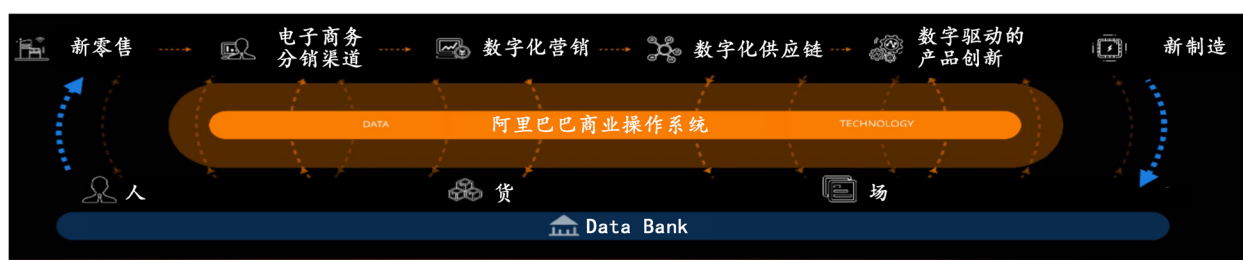 新零售
电子商务
分销渠道
数字化营销
数字化供应链
数字驱动的
产品创新
新制造
DATA
阿里巴巴商业操作系统
TECHNOLOGY
人
货
场
Data Bank